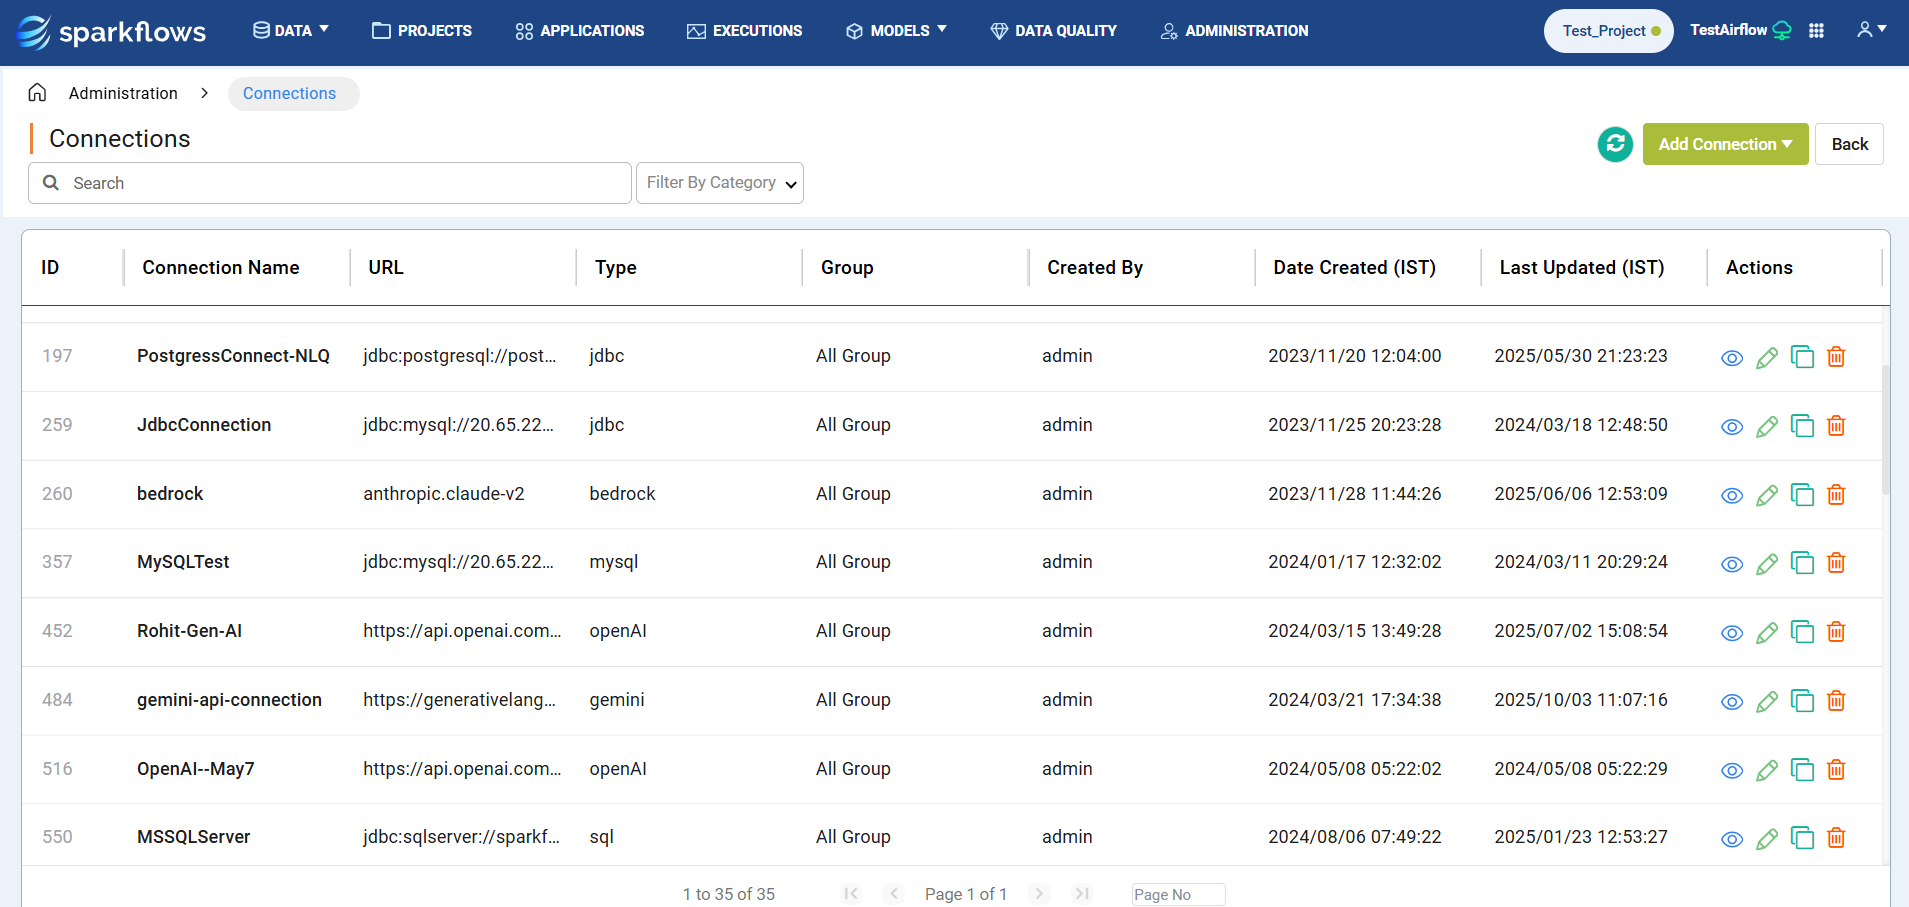 sparkflows DATA PROJECTS APPLICATIONS EXECUTIONS MODELS DATA QUALITY ADMINISTRATION Test_Project TestAirflow
Administration > Connections
Connections
Add Connection Back
Search Filter By Category
ID Connection Name URL Type Group Created By Date Created (IST) Last Updated (IST) Actions
197 PostgressConnect-NLQ jdbc:postgresql://post... jdbc All Group admin 2023/11/20 12:04:00 2025/05/30 21:23:23
259 JdbcConnection jdbc:mysql://20.65.22... jdbc All Group admin 2023/11/25 20:23:28 2024/03/18 12:48:50
260 bedrock anthropic.claude-v2 bedrock All Group admin 2023/11/28 11:44:26 2025/06/06 12:53:09
357 MySQLTest jdbc:mysql://20.65.22... mysql All Group admin 2024/01/17 12:32:02 2024/03/11 20:29:24
452 Rohit-Gen-AI https://api.openai.com... openAI All Group admin 2024/03/15 13:49:28 2025/07/02 15:08:54
484 gemini-api-connection https://generativelang... gemini All Group admin 2024/03/21 17:34:38 2025/10/03 11:07:16
516 OpenAI--May7 https://api.openai.com... openAI All Group admin 2024/05/08 05:22:02 2024/05/08 05:22:29
550 MSSQLServer jdbc:sqlserver://sparkf... sql All Group admin 2024/08/06 07:49:22 2025/01/23 12:53:27
1 to 35 of 35 Page 1 of 1 Page No